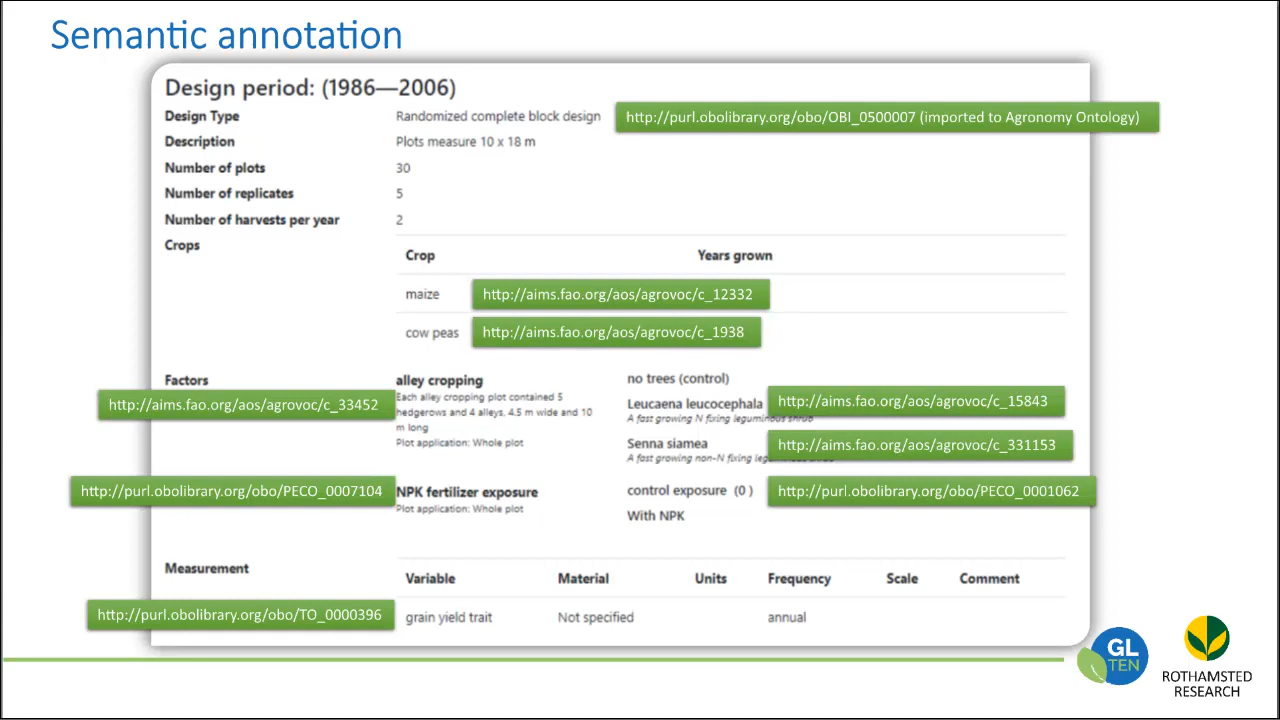 Semantic annotation
Design period: (1986—2006)
Design Type Randomized complete block design http://purl.obolibrary.org/obo/OBI_0500007 (imported to Agronomy Ontology)
Description Plots measure 10 x 18 m
Number of plots 30
Number of replicates 5
Number of harvests per year 2
Crops
Crop Years grown
maize http://aims.fao.org/aos/agrovoc/c_12332
cow peas http://aims.fao.org/aos/agrovoc/c_1938
Factors alley cropping no trees (control)
http://aims.fao.org/aos/agrovoc/c_33452
Each alley cropping plot contained 5
hedgerows and 4 alleys, 4.5 m wide and 10
m long
Plot application: Whole plot
Leucaena leucocephala http://aims.fao.org/aos/agrovoc/c_15843
A fast growing N fixing leguminous shrub
Senna siamea http://aims.fao.org/aos/agrovoc/c_331153
A fast growing non-N fixing
http://purl.obolibrary.org/obo/PECO_0007104 NPK fertilizer exposure control exposure (0 ) http://purl.obolibrary.org/obo/PECO_0001062
Plot application: Whole plot
With NPK
Measurement
Variable Material Units Frequency Scale Comment
http://purl.obolibrary.org/obo/TO_0000396 grain yield trait Not specified annual
GL
TEN
ROTHAMSTED
RESEARCH